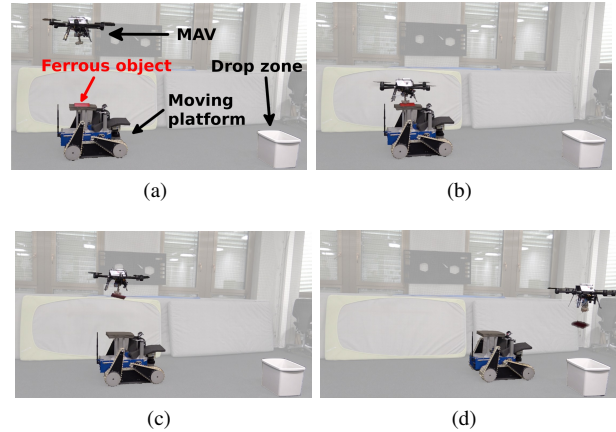 MAV
Ferrous object
Drop zone
Moving
platform
(a)
(b)
(c)
(d)